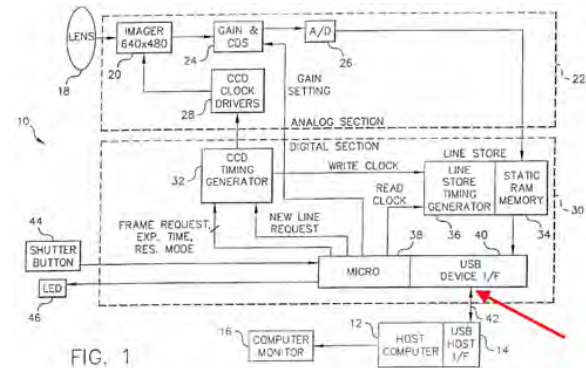 LENS
18
IMAGER
640x480
20
GAIN &
CDS
24
A/D
26
22
CCD
CLOCK
DRIVERS
28
GAIN
SETTING
ANALOG SECTION
10
DIGITAL SECTION
CCD
TIMING
GENERATOR
32
WRITE CLOCK
LINE STORE
LINE
STORE
TIMING
GENERATOR
STATIC
RAM
MEMORY
30
READ
CLOCK
36
34
FRAME REQUEST,
EXP. TIME,
RES. MODE
NEW LINE
REQUEST
38
40
44
SHUTTER
BUTTON
MICRO
USB
DEVICE I/F
LED
46
42
16
COMPUTER
MONITOR
12
HOST
COMPUTER
USB
HOST
I/F
14
FIG. 1